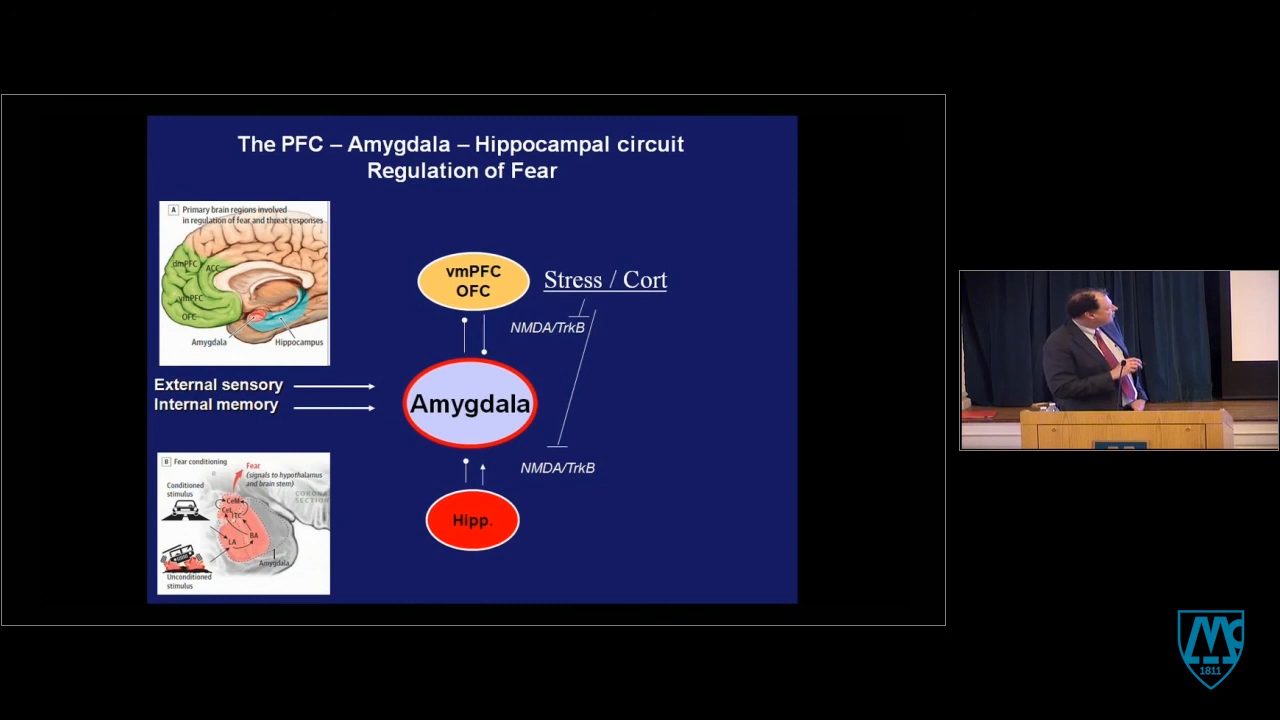 The PFC – Amygdala – Hippocampal circuit
Regulation of Fear
A Primary brain regions involved
in regulation of fear and threat responses
dmPFC
ACC
vmPFC
OFC
Amygdala
Hippocampus
vmPFC
OFC
Stress / Cort
NMDA/TrkB
External sensory
Internal memory
Amygdala
NMDA/TrkB
Hipp.
B Fear conditioning
Fear
(signals to hypothalamus
and brain stem)
Conditioned
stimulus
CORONAL
SECTION
CeM
CeL
ITC
BA
LA
Amygdala
Unconditioned
stimulus
1811